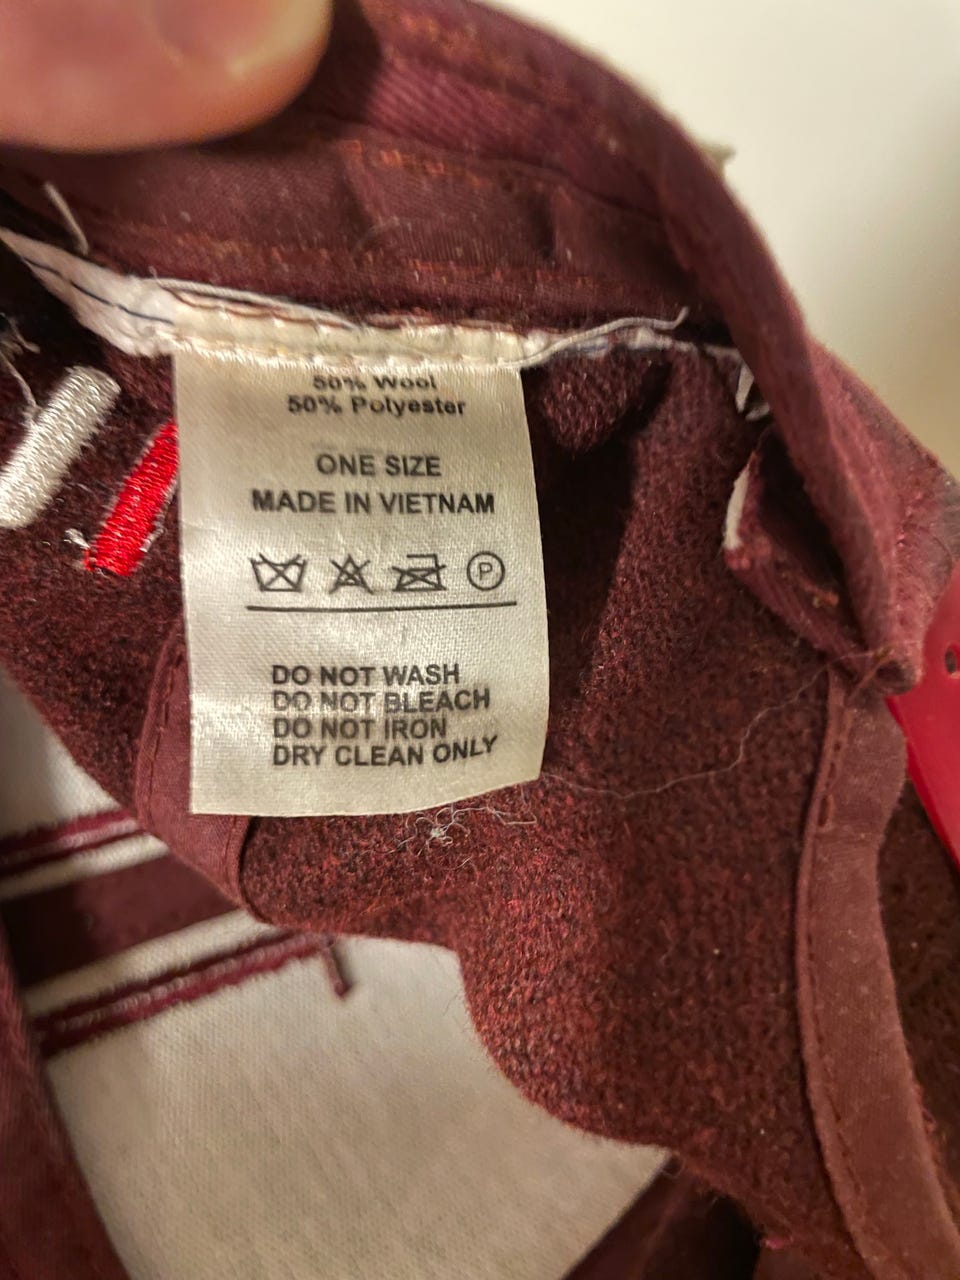 50% Wool
50% Polyester
ONE SIZE
MADE IN VIETNAM
P
DO NOT WASH
DO NOT BLEACH
DO NOT IRON
DRY CLEAN ONLY